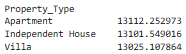 Property_Type
Apartment 13112.252973
Independent House 13101.549016
Villa 13025.107864